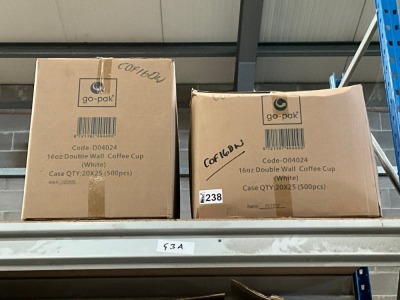 COF16DW
go-pak
Code-D04024
16oz Double Wall Coffee Cup
(White)
Case QTY:20X25 (500pcs)
go-pak
COF16DW
Code-D04024
16oz Double Wall Coffee Cup
(White)
Case QTY:20X25 (500pcs)
238
93A